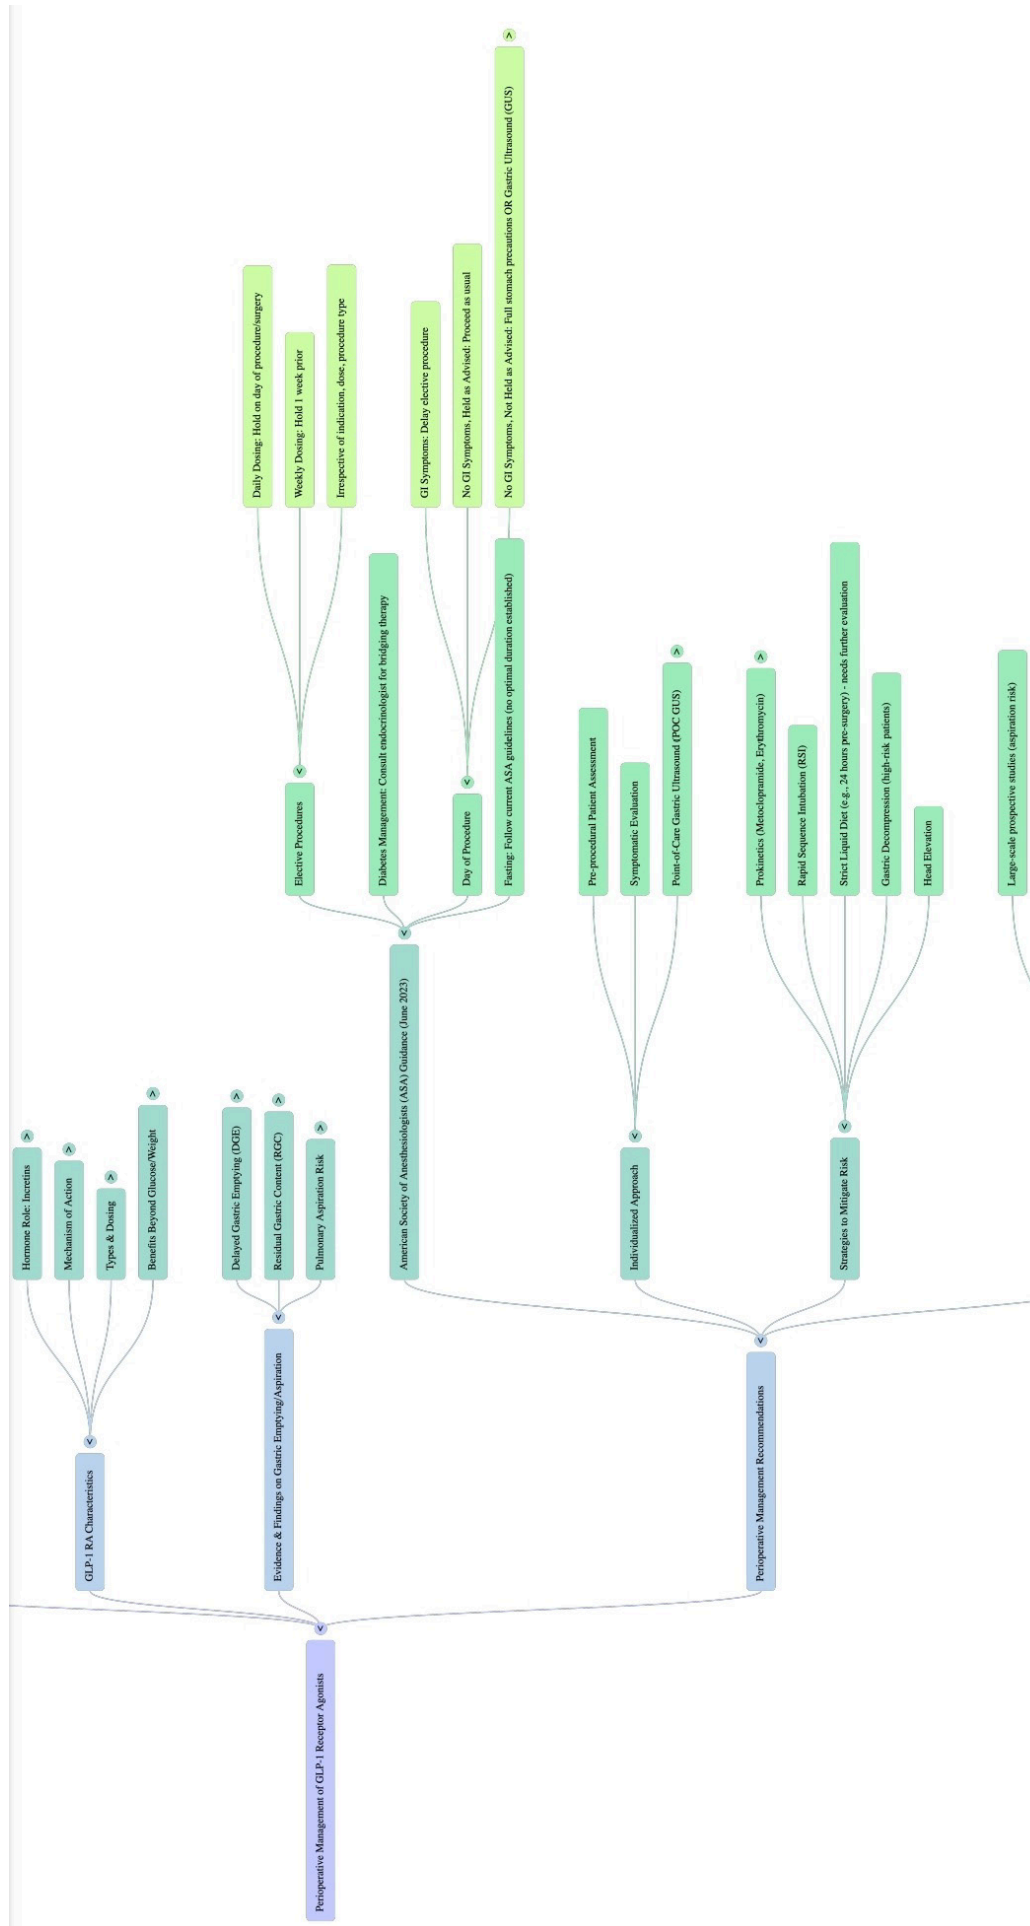 Perioperative Management of GLP-1 Receptor Agonists
GLP-1 RA Characteristics
Hormone Role: Incretins
Mechanism of Action
Types & Dosing
Benefits Beyond Glucose/Weight
Evidence & Findings on Gastric Emptying/Aspiration
Delayed Gastric Emptying (DGE)
Residual Gastric Content (RGC)
Pulmonary Aspiration Risk
Perioperative Management Recommendations
American Society of Anesthesiologists (ASA) Guidance (June 2023)
Elective Procedures
Daily Dosing: Hold on day of procedure/surgery
Weekly Dosing: Hold 1 week prior
Irrespective of indication, dose, procedure type
Diabetes Management: Consult endocrinologist for bridging therapy
Day of Procedure
GI Symptoms: Delay elective procedure
No GI Symptoms, Held as Advised: Proceed as usual
No GI Symptoms, Not Held as Advised: Full stomach precautions OR Gastric Ultrasound (GUS)
Fasting: Follow current ASA guidelines (no optimal duration established)
Individualized Approach
Pre-procedural Patient Assessment
Symptomatic Evaluation
Point-of-Care Gastric Ultrasound (POC GUS)
Strategies to Mitigate Risk
Prokinetics (Metoclopramide, Erythromycin)
Rapid Sequence Intubation (RSI)
Strict Liquid Diet (e.g., 24 hours pre-surgery) - needs further evaluation
Gastric Decompression (high-risk patients)
Head Elevation
Large-scale prospective studies (aspiration risk)